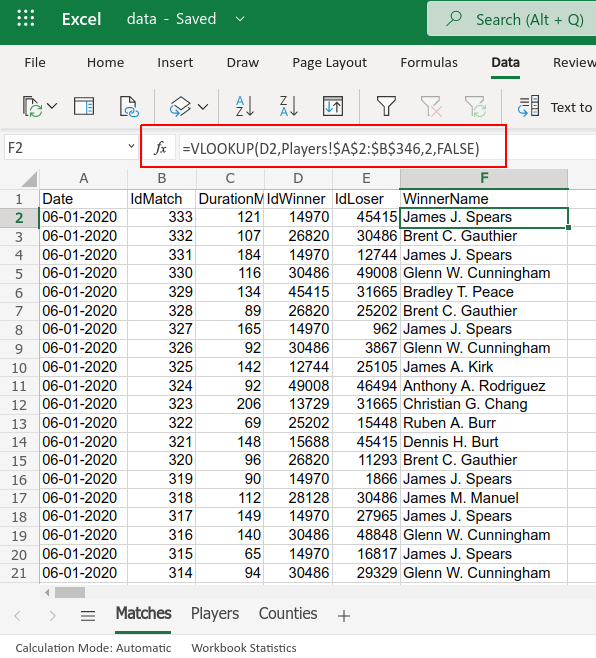 Excel data - Saved Search (Alt + Q)
File Home Insert Draw Page Layout Formulas Data Review
A Z Z A Text to
F2 fx =VLOOKUP(D2,Players!$A$2:$B$346,2,FALSE)
A B C D E F
1 Date IdMatch DurationM IdWinner IdLoser WinnerName
2 06-01-2020 333 121 14970 45415 James J. Spears
3 06-01-2020 332 107 26820 30486 Brent C. Gauthier
4 06-01-2020 331 184 14970 12744 James J. Spears
5 06-01-2020 330 116 30486 49008 Glenn W. Cunningham
6 06-01-2020 329 134 45415 31665 Bradley T. Peace
7 06-01-2020 328 89 26820 25202 Brent C. Gauthier
8 06-01-2020 327 165 14970 962 James J. Spears
9 06-01-2020 326 92 30486 3867 Glenn W. Cunningham
10 06-01-2020 325 142 12744 25105 James A. Kirk
11 06-01-2020 324 92 49008 46494 Anthony A. Rodriguez
12 06-01-2020 323 206 13729 31665 Christian G. Chang
13 06-01-2020 322 69 25202 15448 Ruben A. Burr
14 06-01-2020 321 148 15688 45415 Dennis H. Burt
15 06-01-2020 320 96 26820 11293 Brent C. Gauthier
16 06-01-2020 319 90 14970 1866 James J. Spears
17 06-01-2020 318 112 28128 30486 James M. Manuel
18 06-01-2020 317 149 14970 27965 James J. Spears
19 06-01-2020 316 140 30486 48848 Glenn W. Cunningham
20 06-01-2020 315 65 14970 16817 James J. Spears
21 06-01-2020 314 94 30486 29329 Glenn W. Cunningham
Matches Players Counties
Calculation Mode: Automatic Workbook Statistics